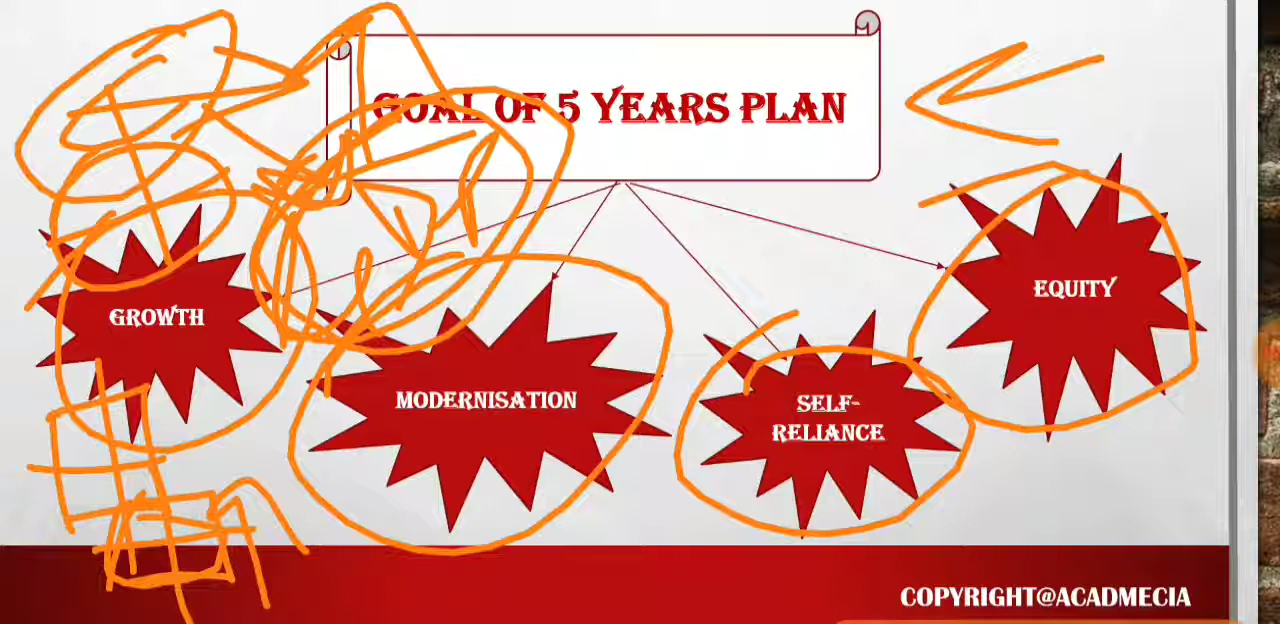 GOAL OF 5 YEARS PLAN
GROWTH
MODERNISATION
SELF-
RELIANCE
EQUITY
COPYRIGHT@ACADMECIA